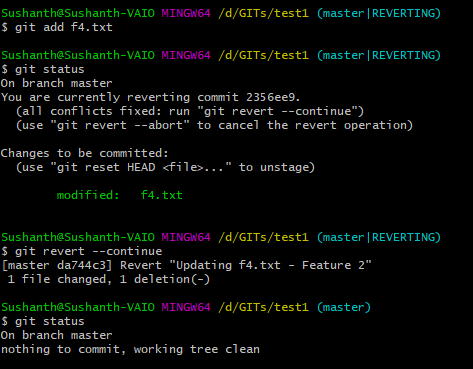 Sushanth@Sushanth-VAIO MINGW64 /d/GITs/test1 (master|REVERTING)
$ git add f4.txt
Sushanth@Sushanth-VAIO MINGW64 /d/GITs/test1 (master|REVERTING)
$ git status
On branch master
You are currently reverting commit 2356ee9.
(all conflicts fixed: run "git revert --continue")
(use "git revert --abort" to cancel the revert operation)
Changes to be committed:
(use "git reset HEAD <file>..." to unstage)
modified: f4.txt
Sushanth@Sushanth-VAIO MINGW64 /d/GITs/test1 (master|REVERTING)
$ git revert --continue
[master da744c3] Revert "Updating f4.txt - Feature 2"
1 file changed, 1 deletion(-)
Sushanth@Sushanth-VAIO MINGW64 /d/GITs/test1 (master)
$ git status
On branch master
nothing to commit, working tree clean